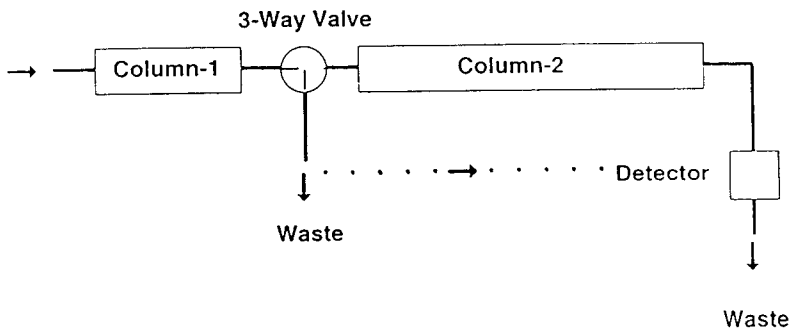 3-Way Valve
Column-1
Column-2
Detector
Waste
Waste